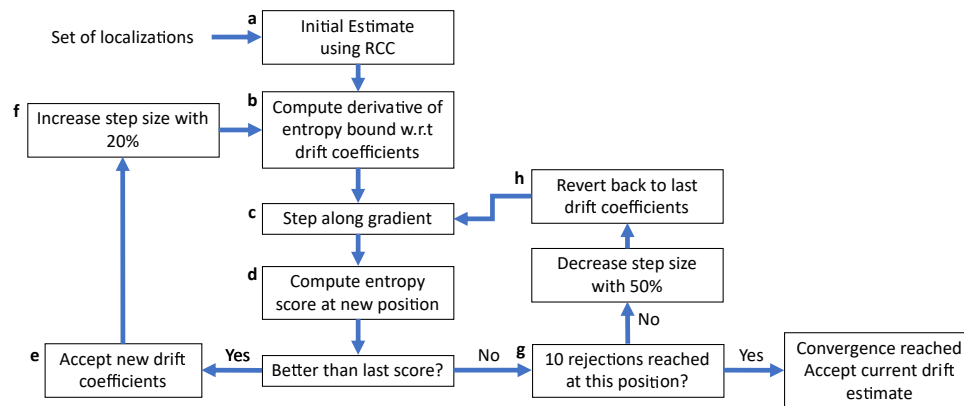 a
Set of localizations
Initial Estimate
using RCC
f
Increase step size with
20%
b
Compute derivative of
entropy bound w.r.t
drift coefficients
h
Revert back to last
drift coefficients
c
Step along gradient
d
Compute entropy
score at new position
Decrease step size
with 50%
No
e
Accept new drift
coefficients
Yes
Better than last score?
No
g
10 rejections reached
at this position?
Yes
Convergence reached
Accept current drift
estimate